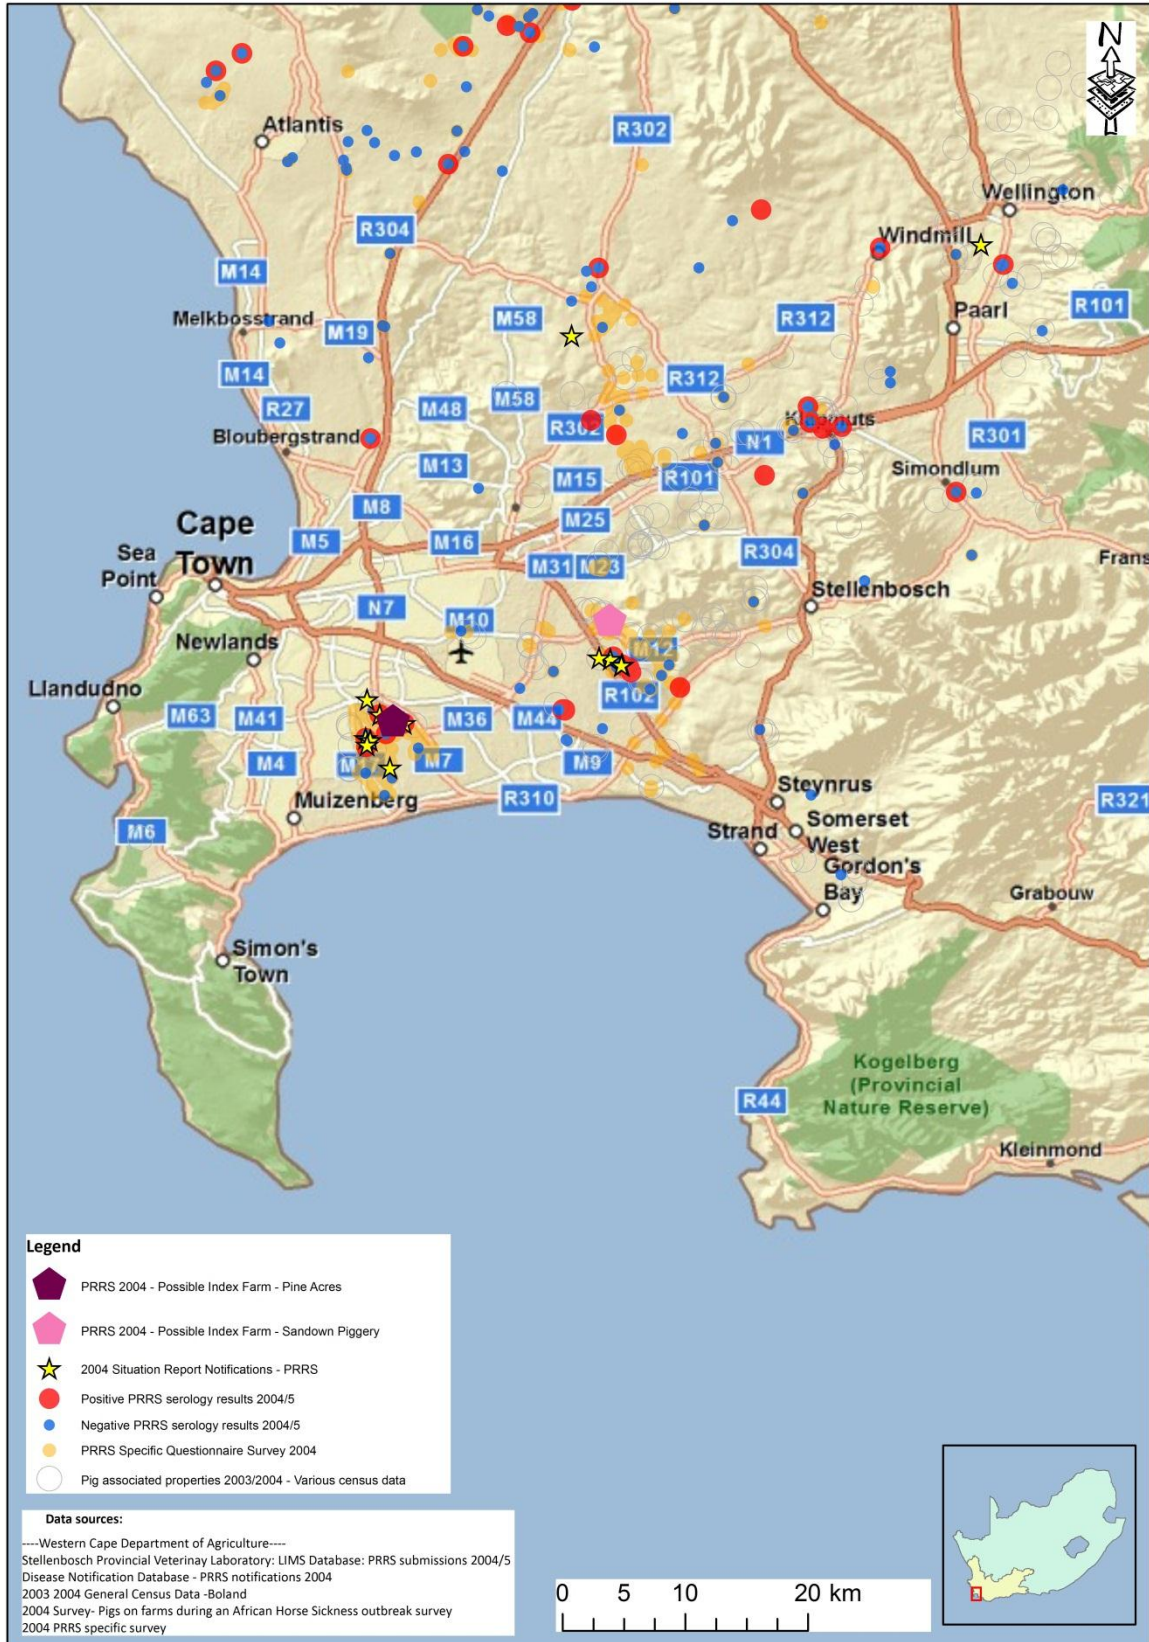 N
R302
Atlantis
Wellington
R304
Windmill
M14
R101
M58
Paarl
Melkbosstrand
M19
R312
M14
R312
M58
R27
M48
R302
Klapmuts
Bloubergstrand
N1
R301
M13
M15
R101
Simondium
M8
M25
Cape
Town
M5
M16
R304
Sea
Point
M31
M23
Frans
N7
Stellenbosch
M10
Newlands
M12
Llandudno
R102
M63
M41
M36
M44
M4
M7
M9
Steynrus
Muizenberg
R310
R321
M6
Strand
Somerset
West
Gordon's
Bay
Grabouw
Simon's
Town
Kogelberg
(Provincial
Nature Reserve)
R44
Kleinmond
Legend
PRRS 2004 - Possible Index Farm - Pine Acres
PRRS 2004 - Possible Index Farm - Sandown Piggery
2004 Situation Report Notifications - PRRS
Positive PRRS serology results 2004/5
Negative PRRS serology results 2004/5
PRRS Specific Questionnaire Survey 2004
Pig associated properties 2003/2004 - Various census data
Data sources:
----Western Cape Department of Agriculture----
Stellenbosch Provincial Veterinay Laboratory: LIMS Database: PRRS submissions 2004/5
Disease Notification Database - PRRS notifications 2004
2003 2004 General Census Data -Boland
2004 Survey- Pigs on farms during an African Horse Sickness outbreak survey
2004 PRRS specific survey
0 5 10 20 km